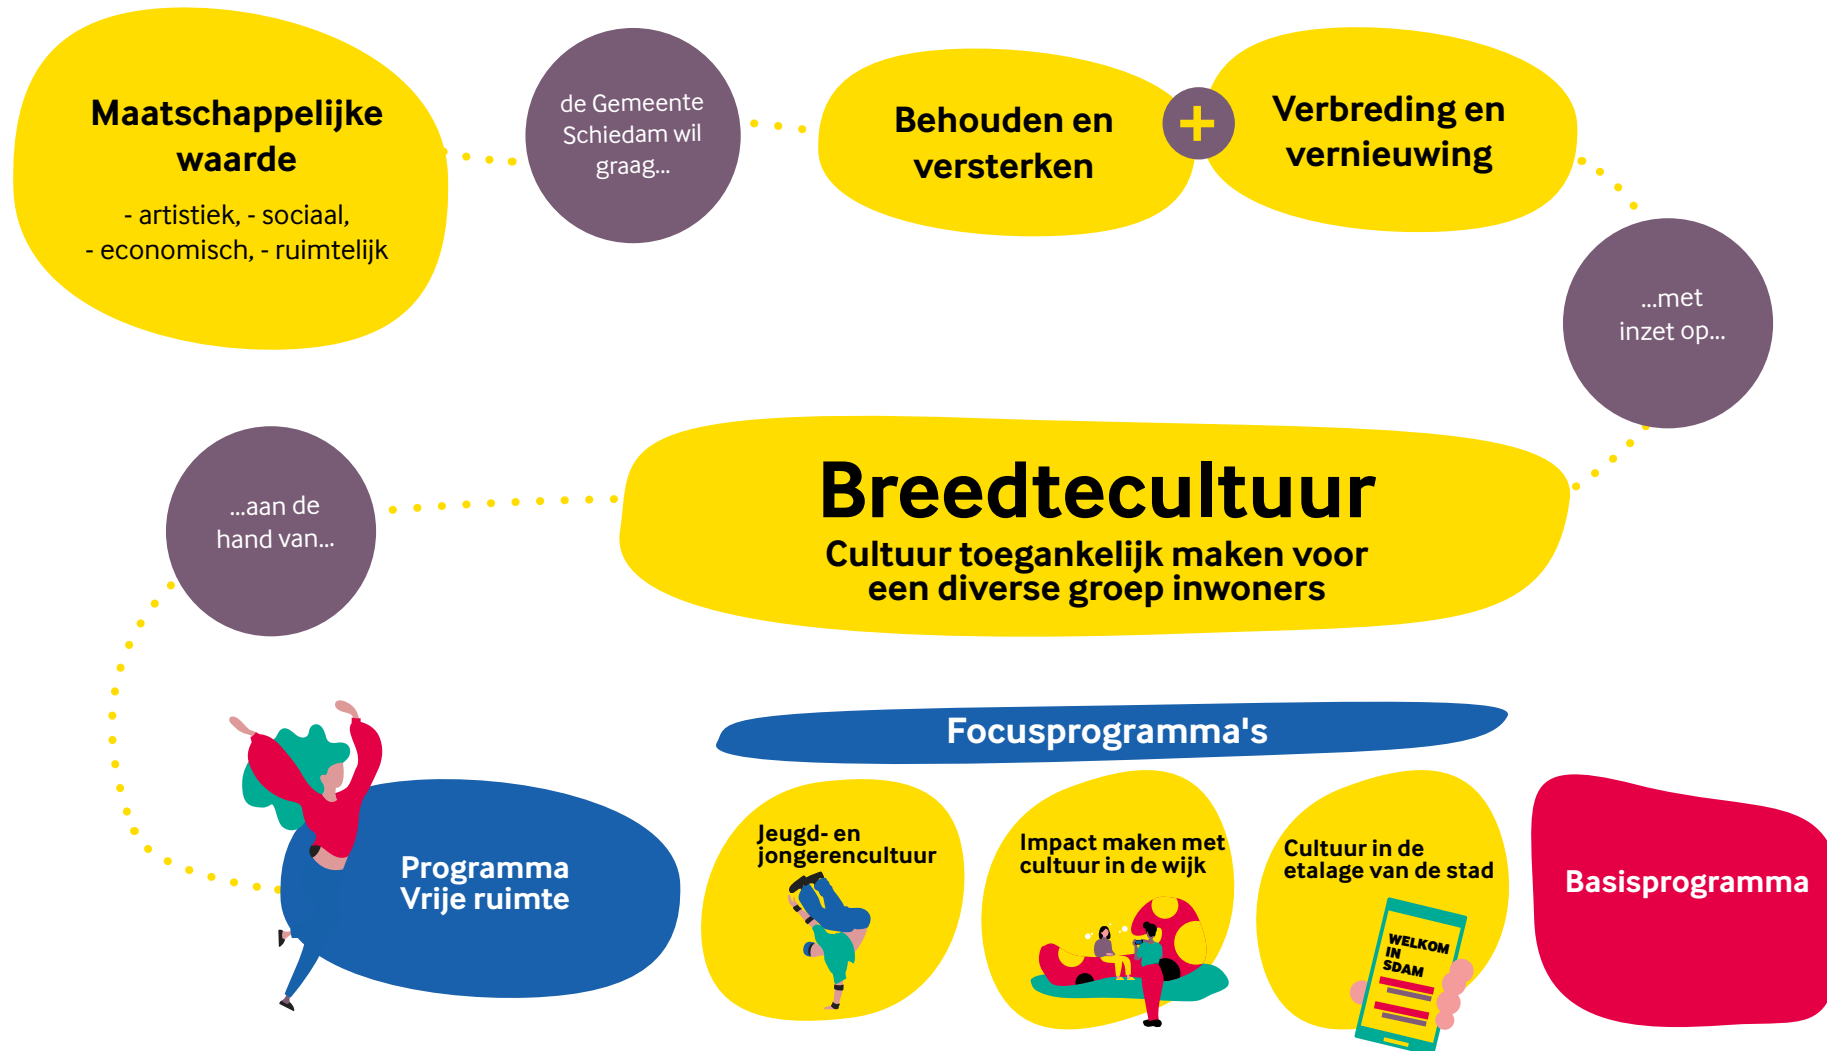 Maatschappelijke
waarde
- artistiek, - sociaal,
- economisch, - ruimtelijk
de Gemeente
Schiedam wil
graag...
Behouden en
versterken
+
Verbreding en
vernieuwing
...met
inzet op...
Breedtecultuur
Cultuur toegankelijk maken voor
een diverse groep inwoners
...aan de
hand van...
Programma
Vrije ruimte
Focusprogramma's
Jeugd- en
jongerencultuur
Impact maken met
cultuur in de wijk
Cultuur in de
etalage van de stad
WELKOM
IN
SDAM
Basisprogramma